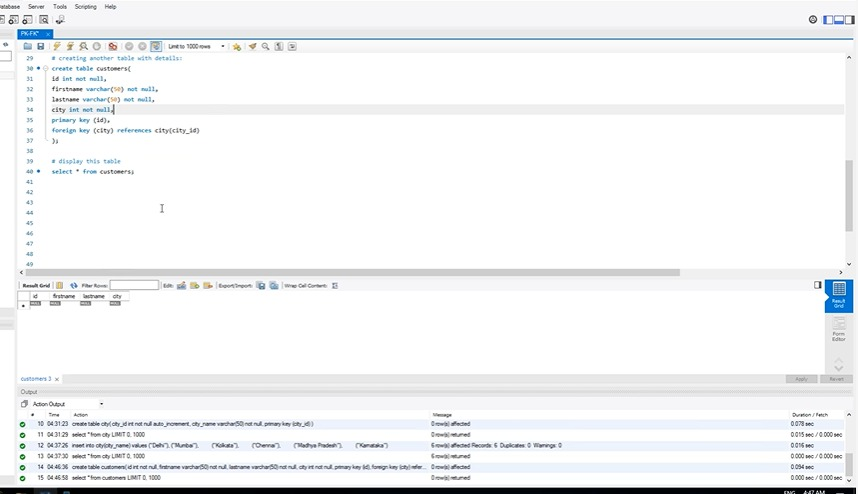 Database Server Tools Scripting Help
PK-FK*
Limit to 1000 rows
29 # creating another table with details:
30 create table customers(
31 id int not null,
32 firstname varchar(50) not null,
33 lastname varchar(50) not null,
34 city int not null,
35 primary key (id),
36 foreign key (city) references city(city_id)
37 );
38
39 # display this table
40 select * from customers;
41
42
43
44
45
46
47
48
49
Result Grid Filter Rows: Edit: Export/Import: Wrap Cell Content:
id firstname lastname city
NULL NULL NULL NULL
Result Grid
Form Editor
customers 3 Apply Revert
Output
Action Output
# Time Action Message Duration / Fetch
10 04:31:23 create table city( city_id int not null auto_increment, city_name varchar(50) not null, primary key (city_id) ) 0 row(s) affected 0.078 sec
11 04:31:29 select * from city LIMIT 0, 1000 0 row(s) returned 0.015 sec / 0.000 sec
12 04:37:26 insert into city(city_name) values ("Delhi"), ("Mumbai"), ("Kolkata"), ("Chennai"), ("Madhya Pradesh"), ("Karnataka") 6 row(s) affected Records: 6 Duplicates: 0 Warnings: 0 0.016 sec
13 04:37:30 select * from city LIMIT 0, 1000 6 row(s) returned 0.015 sec / 0.000 sec
14 04:46:36 create table customers( id int not null, firstname varchar(50) not null, lastname varchar(50) not null, city int not null, primary key (id), foreign key (city) refer... 0 row(s) affected 0.094 sec
15 04:46:58 select * from customers LIMIT 0, 1000 0 row(s) returned 0.000 sec / 0.000 sec
ENG 4:47 AM